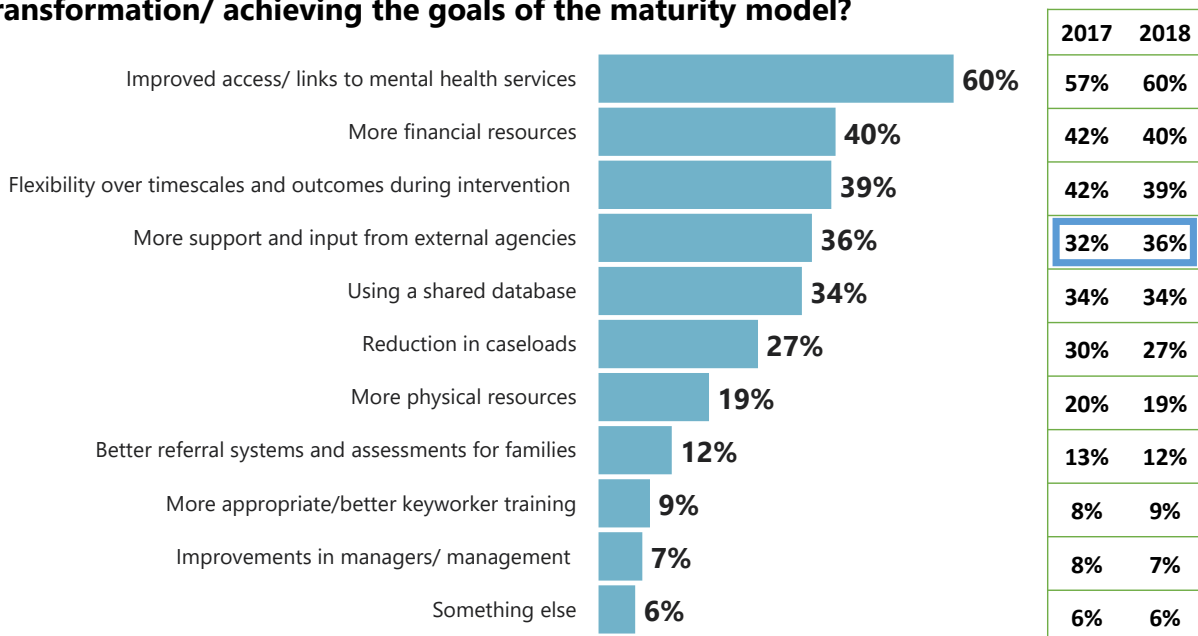 ransformation/ achieving the goals of the maturity model?
2017 2018
Improved access/ links to mental health services 60% 57% 60%
More financial resources 40% 42% 40%
Flexibility over timescales and outcomes during intervention 39% 42% 39%
More support and input from external agencies 36% 32% 36%
Using a shared database 34% 34% 34%
Reduction in caseloads 27% 30% 27%
More physical resources 19% 20% 19%
Better referral systems and assessments for families 12% 13% 12%
More appropriate/better keyworker training 9% 8% 9%
Improvements in managers/ management 7% 8% 7%
Something else 6% 6% 6%